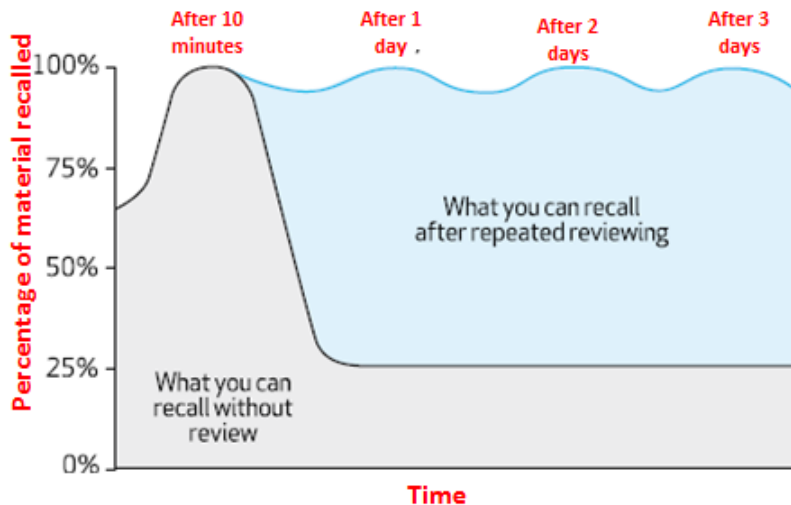 After 10
minutes
After 1
day .
After 2
days
After 3
days
Percentage of material recalled
100%
75%
50%
25%
0%
What you can recall
after repeated reviewing
What you can
recall without
review
Time